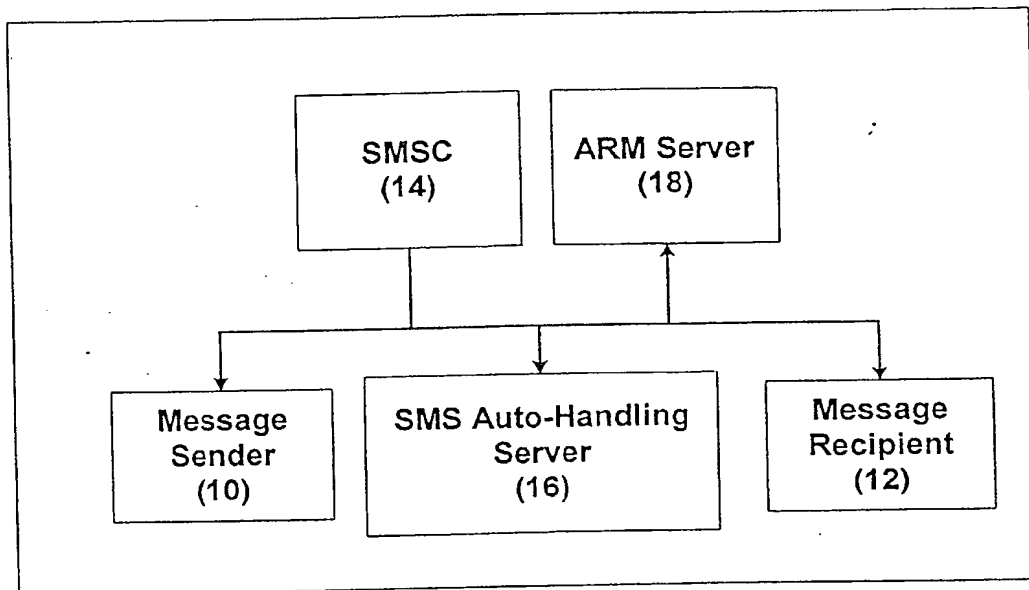 SMSC
(14)
ARM Server
(18)
Message
Sender
(10)
SMS Auto-Handling
Server
(16)
Message
Recipient
(12)